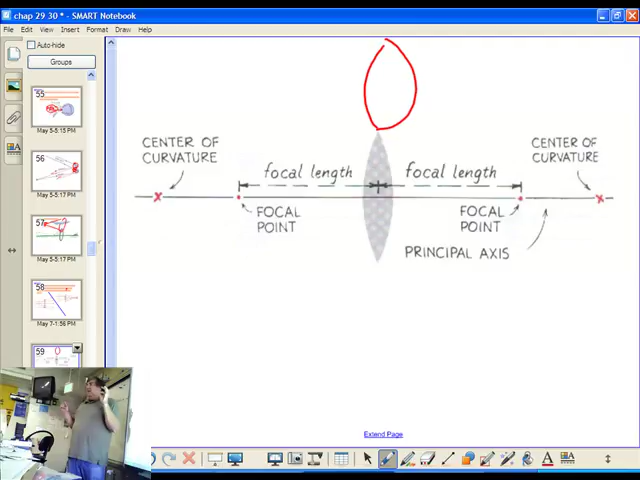 chap 29 30 * - SMART Notebook
File Edit View Insert Format Draw Help
Auto-hide
Groups
55
May 5-5:15 PM
56
May 5-5:17 PM
57
May 5-5:17 PM
58
May 7-1:56 PM
59
CENTER OF
CURVATURE
focal length
focal length
CENTER OF
CURVATURE
FOCAL
POINT
FOCAL
POINT
PRINCIPAL AXIS
Extend Page